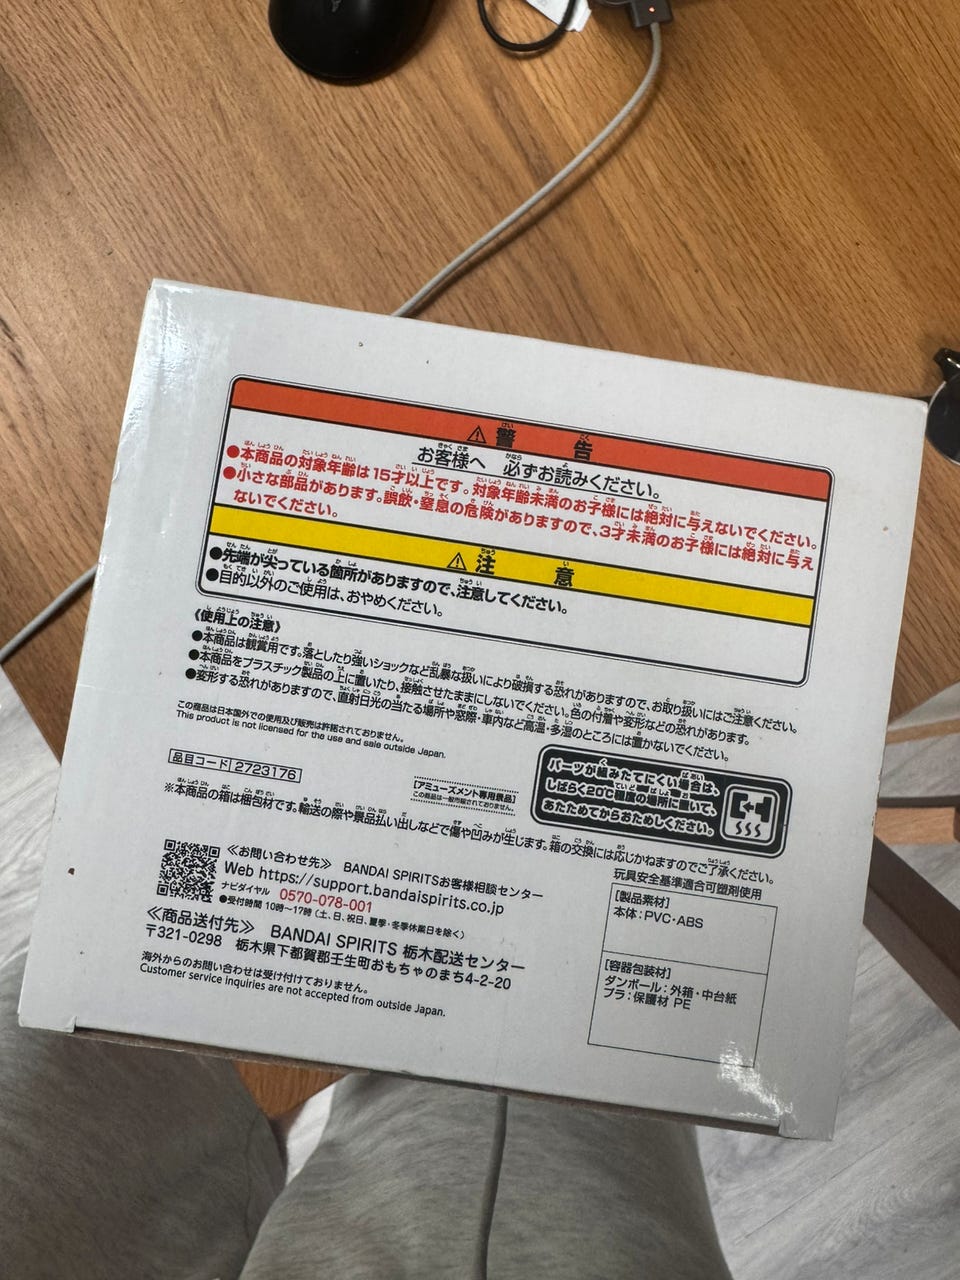 警告
お客様へ 必ずお読みください。
●本商品の対象年齢は15才以上です。対象年齢未満のお子様には絶対に与えないでください。
●小さな部品があります。誤飲・窒息の危険がありますので、3才未満のお子様には絶対に与え
ないでください。
注意
●先端が尖っている箇所がありますので、注意してください。
●目的以外のご使用は、おやめください。
《使用上の注意》
●本商品は観賞用です。落としたり強いショックなど乱暴な扱いにより破損する恐れがありますので、お取り扱いにはご注意ください。
●本商品をプラスチック製品の上に置いたり、接触させたままにしないでください。色の付着や変形などの恐れがあります。
●変形する恐れがありますので、直射日光の当たる場所や窓際・車内など高温・多湿のところには置かないでください。
この商品は日本国外での使用及び販売は許諾されておりません。
This product is not licensed for the use and sale outside Japan.
品目コード 2723176
[アミューズメント専用景品]
この商品は一般市販されておりません。
パーツが組みたてにくい場合は、
しばらく20℃程度の場所に置いて、
あたためてからおためしください。
※本商品の箱は梱包材です。輸送の際や景品払い出しなどで傷や凹みが生じます。箱の交換には応じかねますのでご了承ください。
≪お問い合わせ先≫ BANDAI SPIRITSお客様相談センター
Web https://support.bandaispirits.co.jp
ナビダイヤル 0570-078-001
●受付時間 10時～17時(土、日、祝日、夏季・冬季休業日を除く)
≪商品送付先≫ BANDAI SPIRITS 栃木配送センター
〒321-0298 栃木県下都賀郡壬生町おもちゃのまち4-2-20
海外からのお問い合わせは受け付けておりません。
Customer service inquiries are not accepted from outside Japan.
玩具安全基準適合可塑剤使用
[製品素材]
本体:PVC・ABS
[容器包装材]
ダンボール:外箱・中台紙
プラ:保護材 PE